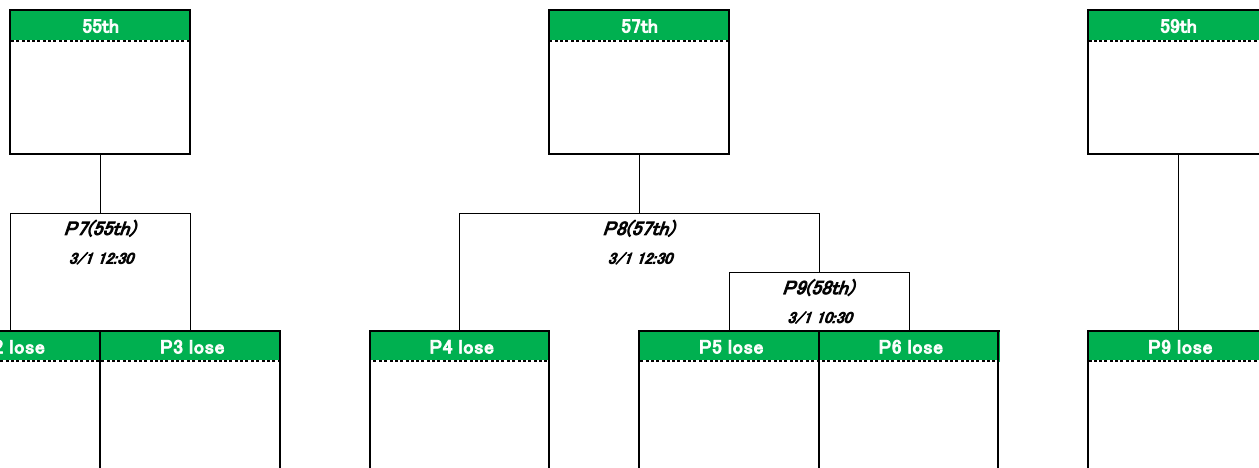 55th
57th
59th
P7(55th)
3/1 12:30
P8(57th)
3/1 12:30
P9(58th)
3/1 10:30
2 lose
P3 lose
P4 lose
P5 lose
P6 lose
P9 lose